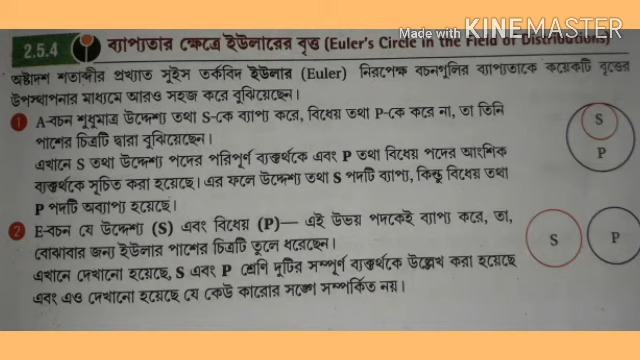 Made with KINEMASTER
2.5.4 ব্যাপ্যতার ক্ষেত্রে ইউলারের বৃত্ত (Euler's Circle in the Field of Distributions)
অষ্টাদশ শতাব্দীর প্রখ্যাত সুইস তর্কবিদ ইউলার (Euler) নিরপেক্ষ বচনগুলির ব্যাপ্যতাকে কয়েকটি বৃত্তের
উপস্থাপনার মাধ্যমে আরও সহজ করে বুঝিয়েছেন।
1 A-বচন শুধুমাত্র উদ্দেশ্য তথা S-কে ব্যাপ্য করে, বিধেয় তথা P-কে করে না, তা তিনি
পাশের চিত্রটি দ্বারা বুঝিয়েছেন।
এখানে S তথা উদ্দেশ্য পদের পরিপূর্ণ ব্যক্তর্থকে এবং P তথা বিধেয় পদের আংশিক
ব্যক্তর্থকে সূচিত করা হয়েছে। এর ফলে উদ্দেশ্য তথা S পদটি ব্যাপ্য, কিন্তু বিধেয় তথা
P পদটি অব্যাপ্য হয়েছে।
S
P
2 E-বচন যে উদ্দেশ্য (S) এবং বিধেয় (P)— এই উভয় পদকেই ব্যাপ্য করে, তা,
বোঝাবার জন্য ইউলার পাশের চিত্রটি তুলে ধরেছেন।
এখানে দেখানো হয়েছে, S এবং P শ্রেণি দুটির সম্পূর্ণ ব্যক্তর্থকে উল্লেখ করা হয়েছে
এবং এও দেখানো হয়েছে যে কেউ কারোর সঙ্গে সম্পর্কিত নয়।
S P